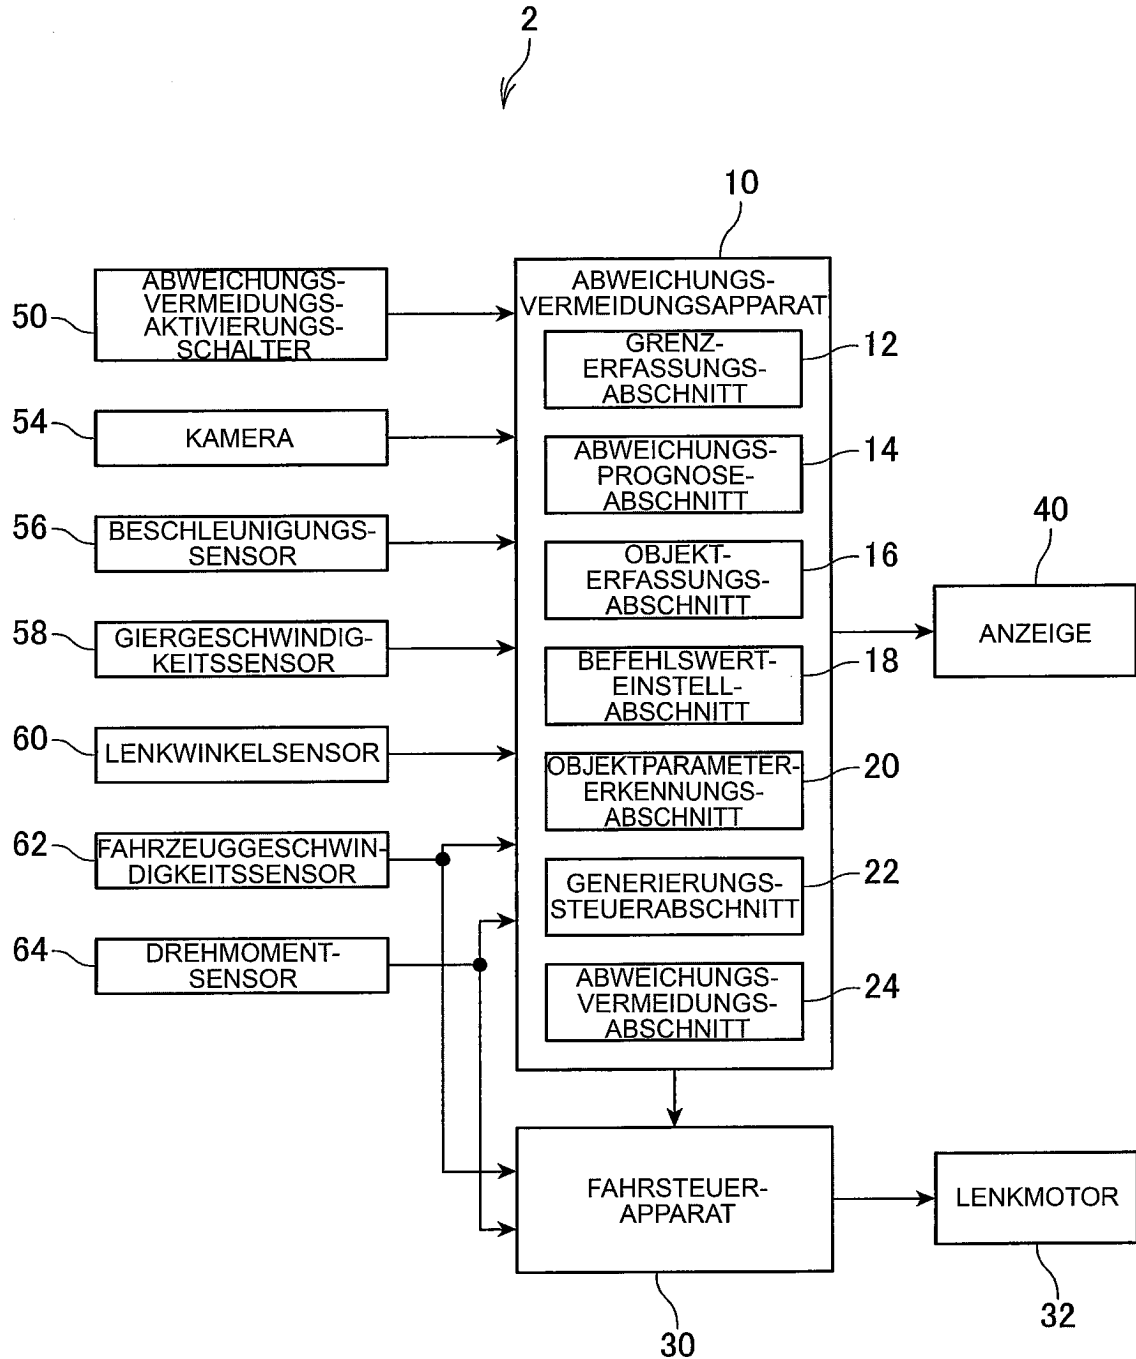 2
10
ABWEICHUNGS-
VERMEIDUNGS-
AKTIVIERUNGS-
SCHALTER
50
ABWEICHUNGS-
VERMEIDUNGSAPPARAT
GRENZ-
ERFASSUNGS-
ABSCHNITT
12
54
KAMERA
ABWEICHUNGS-
PROGNOSE-
ABSCHNITT
14
56
BESCHLEUNIGUNGS-
SENSOR
OBJEKT-
ERFASSUNGS-
ABSCHNITT
16
40
ANZEIGE
58
GIERGESCHWINDIG-
KEITSSENSOR
BEFEHLSWERT-
EINSTELL-
ABSCHNITT
18
60
LENKWINKELSENSOR
OBJEKTPARAMETER-
ERKENNUNGS-
ABSCHNITT
20
62
FAHRZEUGGESCHWIN-
DIGKEITSSENSOR
GENERIERUNGS-
STEUERABSCHNITT
22
64
DREHMOMENT-
SENSOR
ABWEICHUNGS-
VERMEIDUNGS-
ABSCHNITT
24
FAHRSTEUER-
APPARAT
30
LENKMOTOR
32